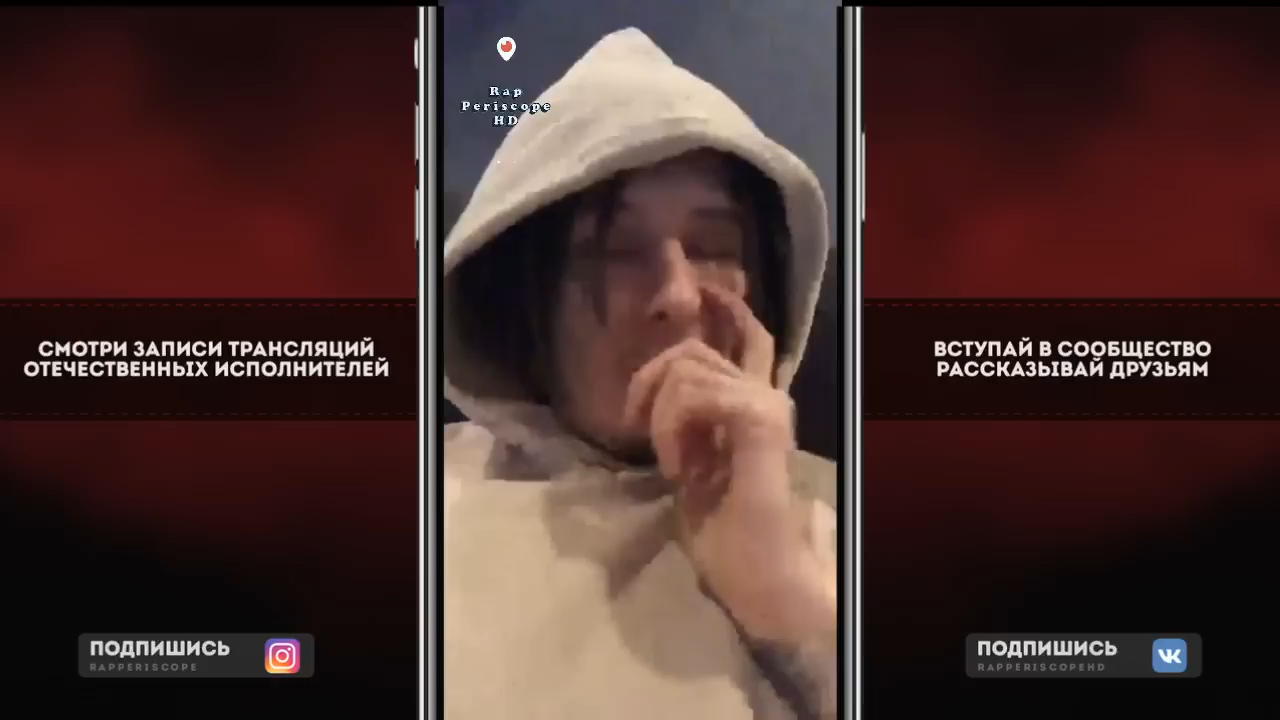 Rap
Periscope
HD
СМОТРИ ЗАПИСИ ТРАНСЛЯЦИЙ
ОТЕЧЕСТВЕННЫХ ИСПОЛНИТЕЛЕЙ
ВСТУПАЙ В СООБЩЕСТВО
РАССКАЗЫВАЙ ДРУЗЬЯМ
ПОДПИШИСЬ
RAPPERISCOPE
ПОДПИШИСЬ
RAPPERISCOPEHD